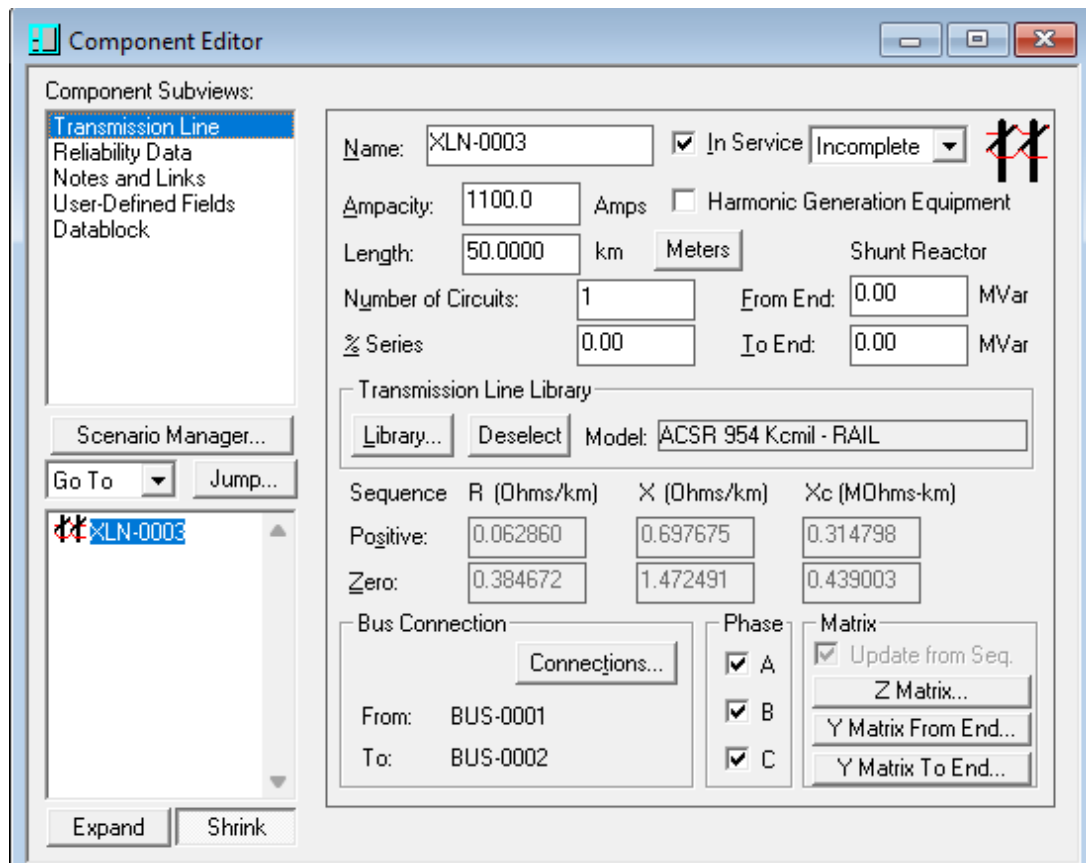 Component Editor
Component Subviews:
Transmission Line
Reliability Data
Notes and Links
User-Defined Fields
Datablock
Scenario Manager...
Go To Jump...
XLN-0003
Expand Shrink
Name: XLN-0003 In Service Incomplete
Ampacity: 1100.0 Amps Harmonic Generation Equipment
Length: 50.0000 km Meters Shunt Reactor
Number of Circuits: 1 From End: 0.00 MVar
% Series 0.00 To End: 0.00 MVar
Transmission Line Library
Library... Deselect Model: ACSR 954 Kcmil - RAIL
Sequence R (Ohms/km) X (Ohms/km) Xc (MOhms-km)
Positive: 0.062860 0.697675 0.314798
Zero: 0.384672 1.472491 0.439003
Bus Connection
Connections...
From: BUS-0001
To: BUS-0002
Phase
A
B
C
Matrix
Update from Seq.
Z Matrix...
Y Matrix From End...
Y Matrix To End...